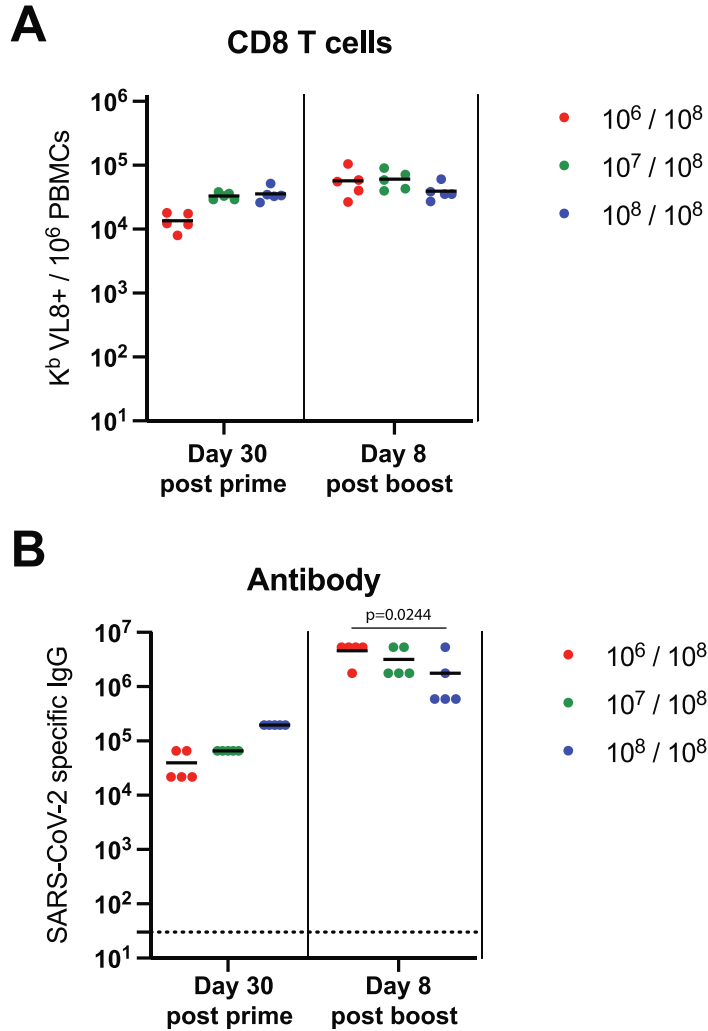 A
CD8 T cells
K^b VL8+ / 10^6 PBMCs
10^6
10^5
10^4
10^3
10^2
10^1
Day 30
post prime
Day 8
post boost
10^6 / 10^8
10^7 / 10^8
10^8 / 10^8
B
Antibody
p=0.0244
SARS-CoV-2 specific IgG
10^7
10^6
10^5
10^4
10^3
10^2
10^1
Day 30
post prime
Day 8
post boost
10^6 / 10^8
10^7 / 10^8
10^8 / 10^8